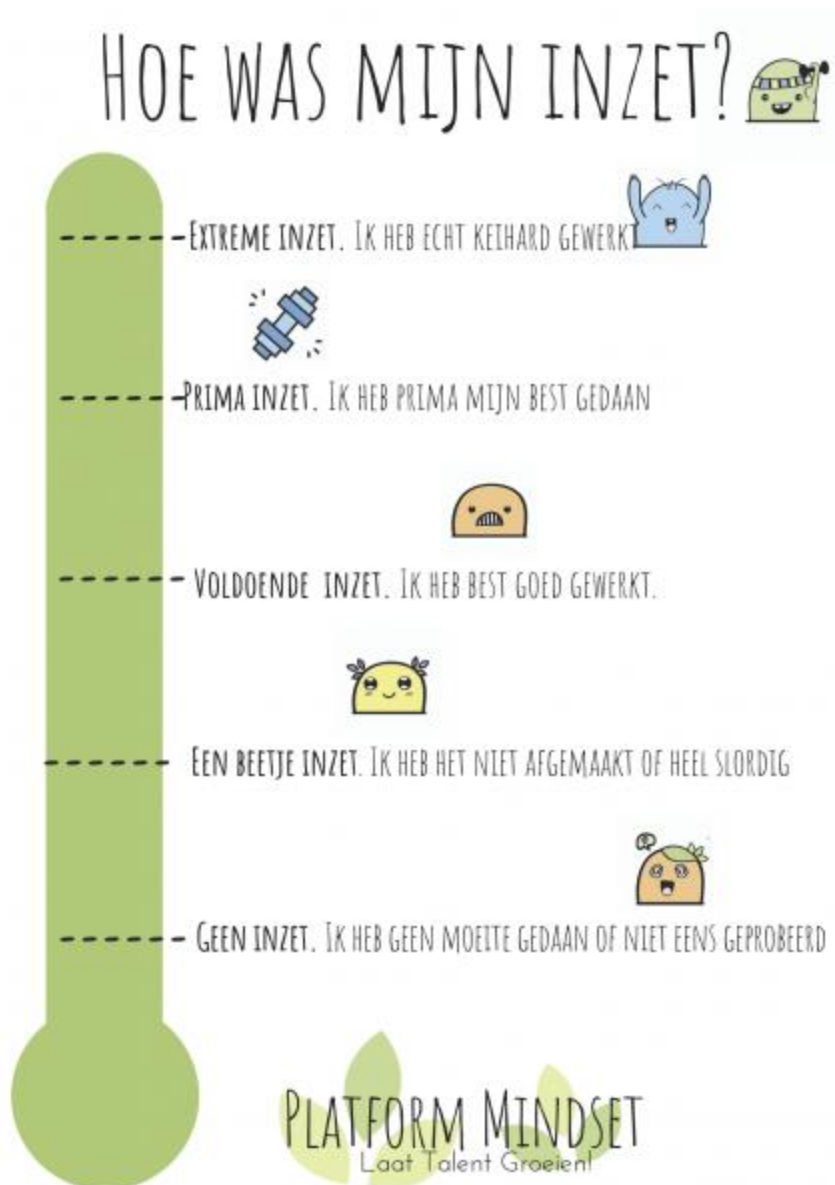 HOE WAS MIJN INZET?
EXTREME INZET. IK HEB ECHT KEIHARD GEWERKT
PRIMA INZET. IK HEB PRIMA MIJN BEST GEDAAN
VOLDOENDE INZET. IK HEB BEST GOED GEWERKT.
EEN BEETJE INZET. IK HEB HET NIET AFGEMAAKT OF HEEL SLORDIG
GEEN INZET. IK HEB GEEN MOEITE GEDAAN OF NIET EENS GEPROBEERD
PLATFORM MINDSET
Laat Talent Groeien!